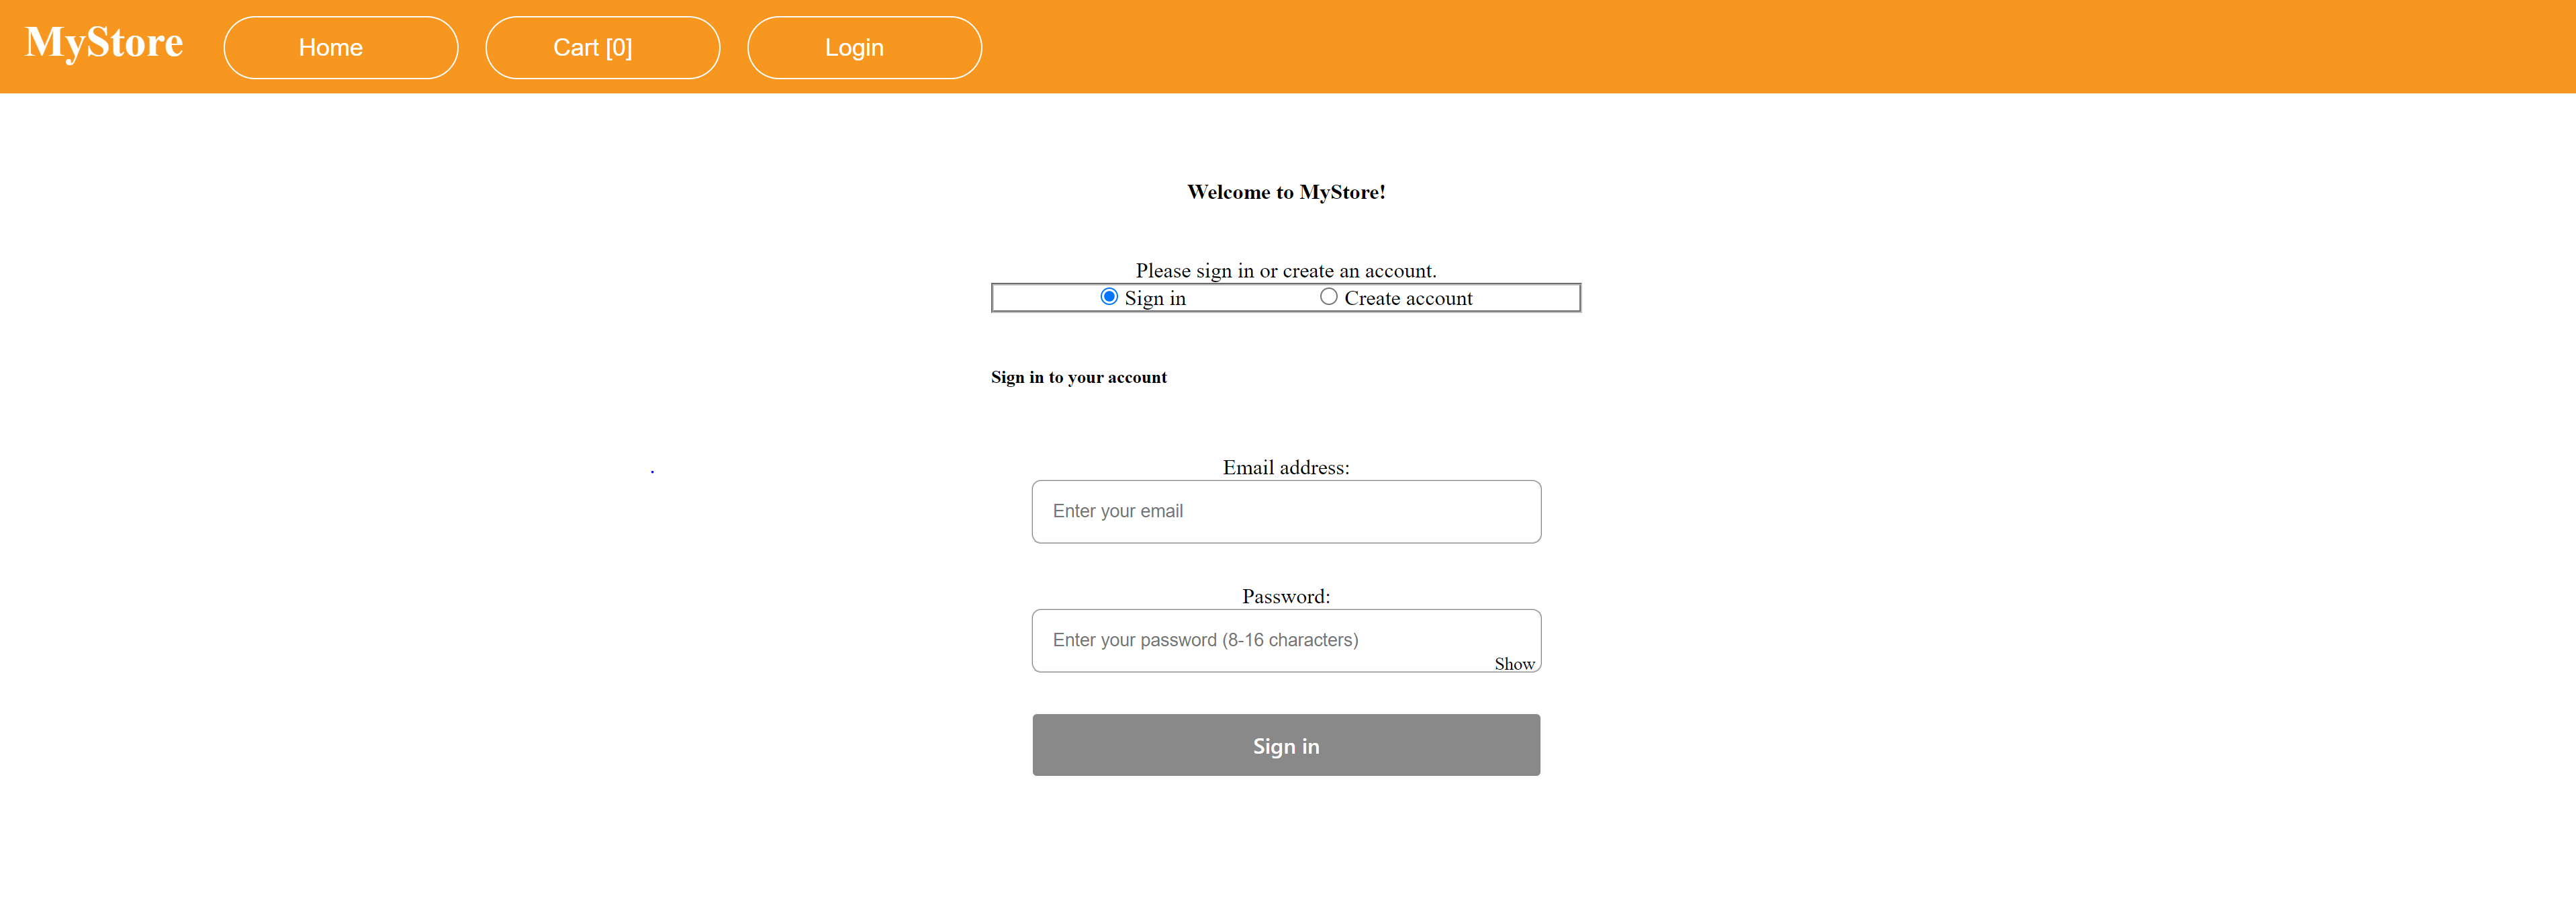 MyStore Home Cart [0] Login
Welcome to MyStore!
Please sign in or create an account.
Sign in Create account
Sign in to your account
Email address:
Enter your email
Password:
Enter your password (8-16 characters)
Show
Sign in